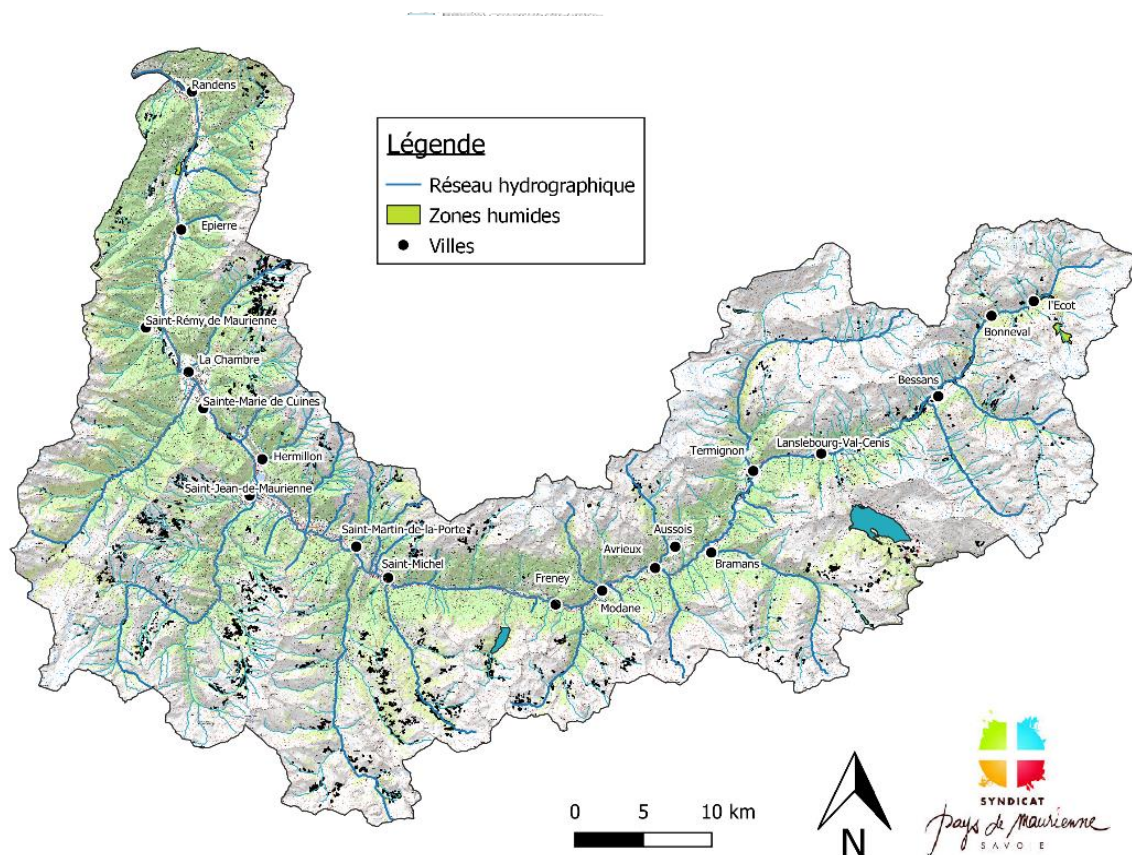 Randens
Légende
Réseau hydrographique
Zones humides
Villes
Epierre
Saint-Rémy de Maurienne
La Chambre
Sainte-Marie de Cuines
Hermillon
Saint-Jean-de-Maurienne
Saint-Martin-de-la-Porte
Saint-Michel
Freney
Modane
Avrieux
Aussois
Bramans
Termignon
Lanslebourg-Val-Cenis
Bessans
Bonneval
l'Ecot
0 5 10 km
N
SYNDICAT
pays de maurienne
SAVOIE